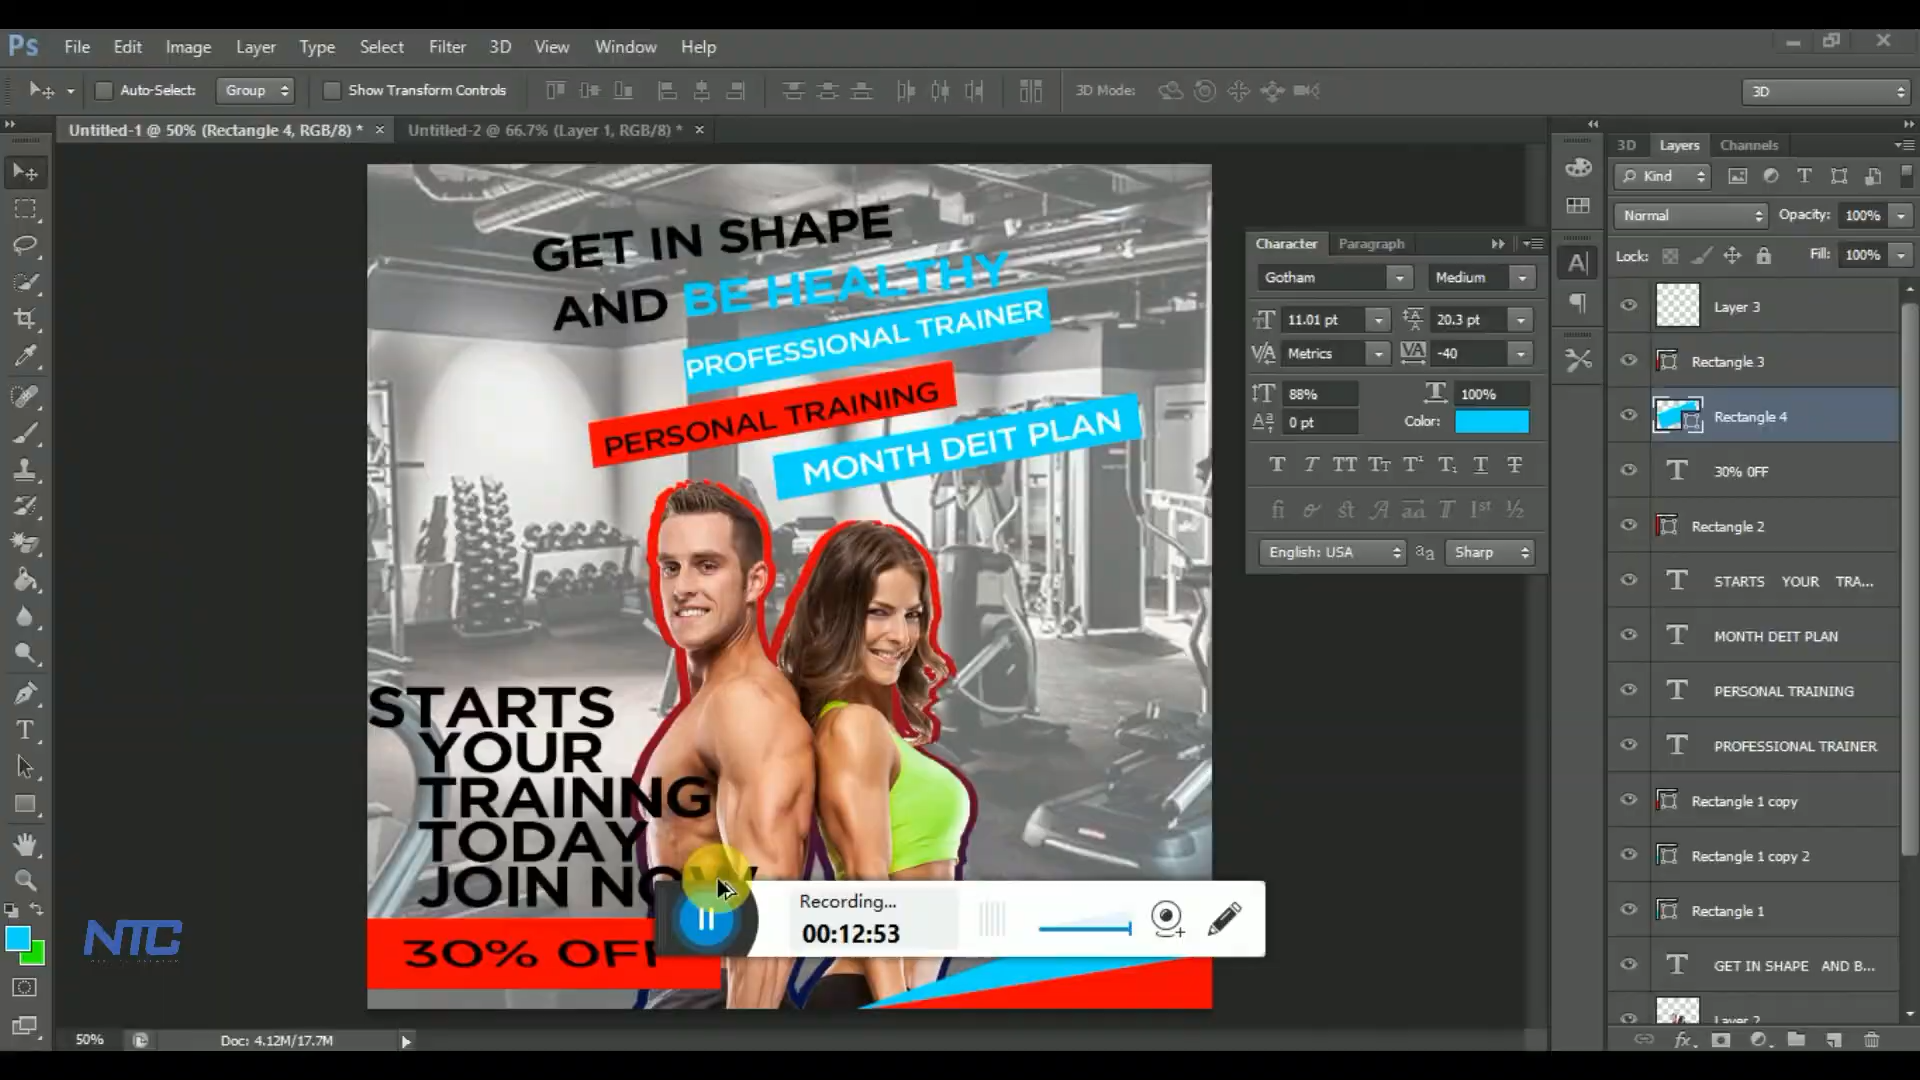 Ps File Edit Image Layer Type Select Filter 3D View Window Help
Auto-Select: Group Show Transform Controls 3D Mode: 3D
Untitled-1 @ 50% (Rectangle 4, RGB/8) * × Untitled-2 @ 66.7% (Layer 1, RGB/8) * ×
GET IN SHAPE
AND BE HEALTHY
PROFESSIONAL TRAINER
PERSONAL TRAINING
MONTH DEIT PLAN
STARTS
YOUR
TRAINNG
TODAY
JOIN NOW
30% OFF
Recording...
00:12:53
NTC
Character Paragraph
Gotham Medium
11.01 pt 20.3 pt
Metrics -40
88% 100%
0 pt Color:
English: USA Sharp
3D Layers Channels
Kind
Normal Opacity: 100%
Lock: Fill: 100%
Layer 3
Rectangle 3
Rectangle 4
30% OFF
Rectangle 2
STARTS YOUR TRA...
MONTH DEIT PLAN
PERSONAL TRAINING
PROFESSIONAL TRAINER
Rectangle 1 copy
Rectangle 1 copy 2
Rectangle 1
GET IN SHAPE AND B...
Layer 2
50% Doc: 4.12M/17.7M